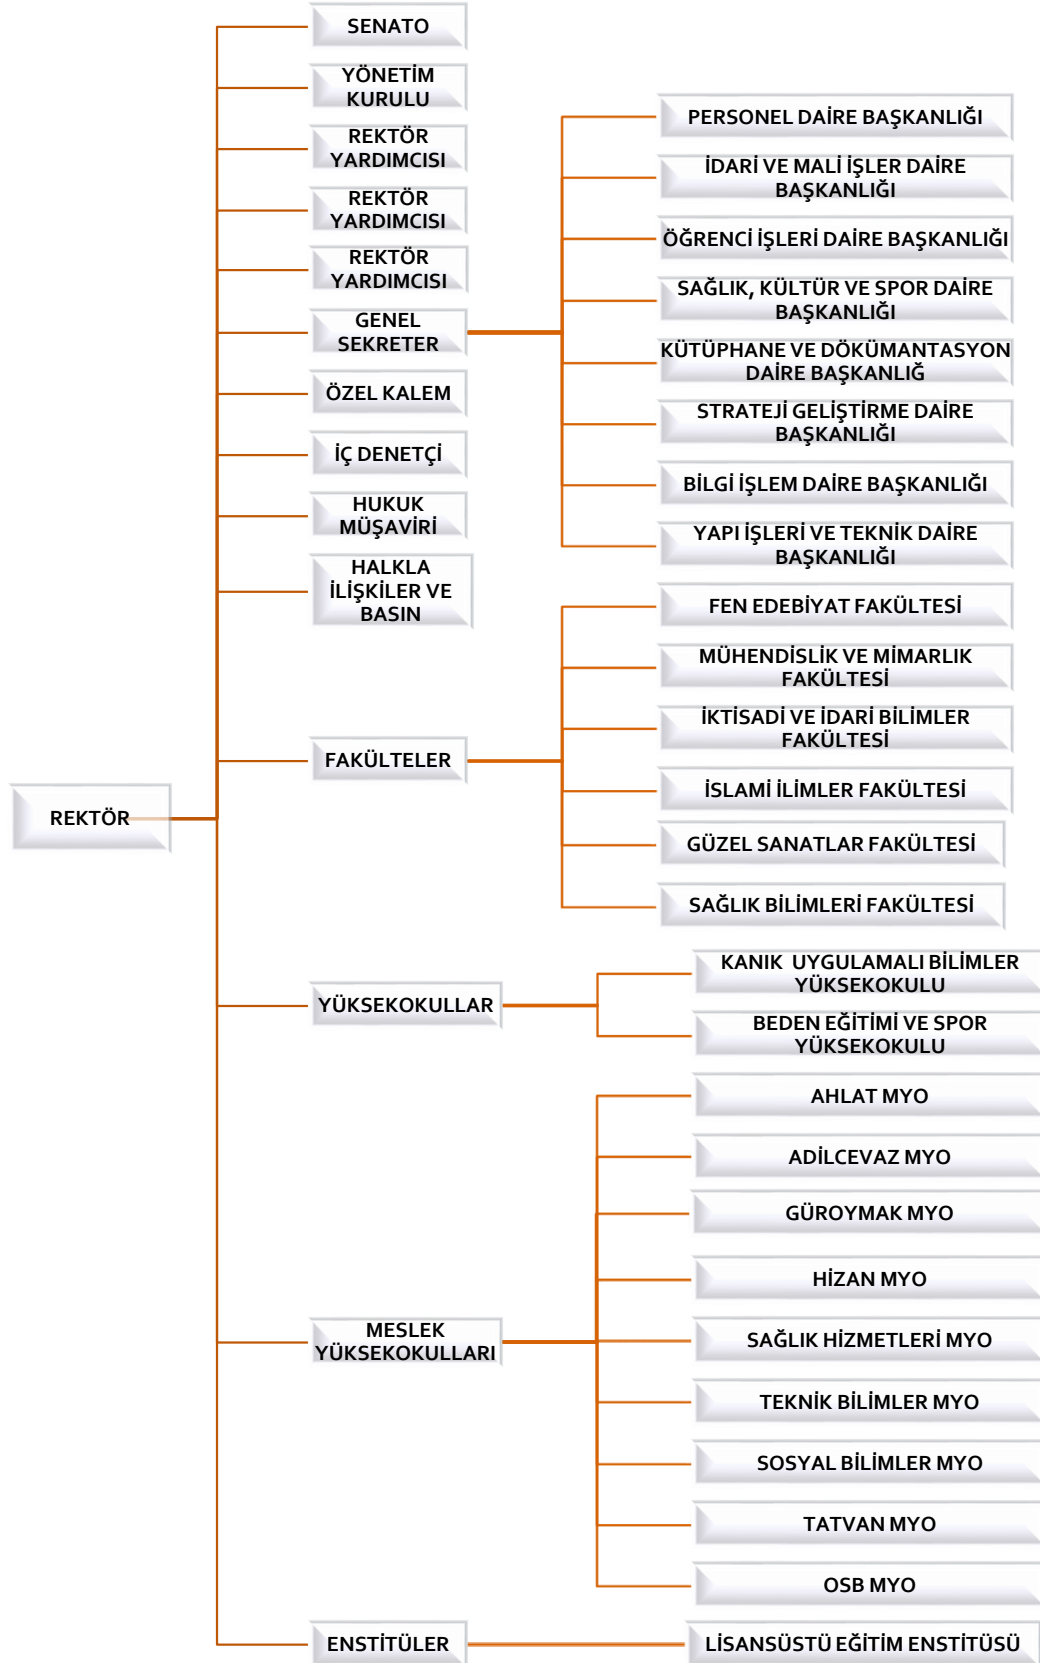 REKTÖR
SENATO
YÖNETİM
KURULU
REKTÖR
YARDIMCISI
REKTÖR
YARDIMCISI
REKTÖR
YARDIMCISI
GENEL
SEKRETER
PERSONEL DAİRE BAŞKANLIĞI
İDARİ VE MALİ İŞLER DAİRE
BAŞKANLIĞI
ÖĞRENCİ İŞLERİ DAİRE BAŞKANLIĞI
SAĞLIK, KÜLTÜR VE SPOR DAİRE
BAŞKANLIĞI
KÜTÜPHANE VE DÖKÜMANTASYON
DAİRE BAŞKANLIĞ
STRATEJİ GELİŞTİRME DAİRE
BAŞKANLIĞI
BİLGİ İŞLEM DAİRE BAŞKANLIĞI
YAPI İŞLERİ VE TEKNİK DAİRE
BAŞKANLIĞI
ÖZEL KALEM
İÇ DENETÇİ
HUKUK
MÜŞAVİRİ
HALKLA
İLİŞKİLER VE
BASIN
FAKÜLTELER
FEN EDEBİYAT FAKÜLTESİ
MÜHENDİSLİK VE MİMARLIK
FAKÜLTESİ
İKTİSADİ VE İDARİ BİLİMLER
FAKÜLTESİ
İSLAMİ İLİMLER FAKÜLTESİ
GÜZEL SANATLAR FAKÜLTESİ
SAĞLIK BİLİMLERİ FAKÜLTESİ
YÜKSEKOKULLAR
KANIK UYGULAMALI BİLİMLER
YÜKSEKOKULU
BEDEN EĞİTİMİ VE SPOR
YÜKSEKOKULU
MESLEK
YÜKSEKOKULLARI
AHLAT MYO
ADİLCEVAZ MYO
GÜROYMAK MYO
HİZAN MYO
SAĞLIK HİZMETLERİ MYO
TEKNİK BİLİMLER MYO
SOSYAL BİLİMLER MYO
TATVAN MYO
OSB MYO
ENSTİTÜLER
LİSANSÜSTÜ EĞİTİM ENSTİTÜSÜ